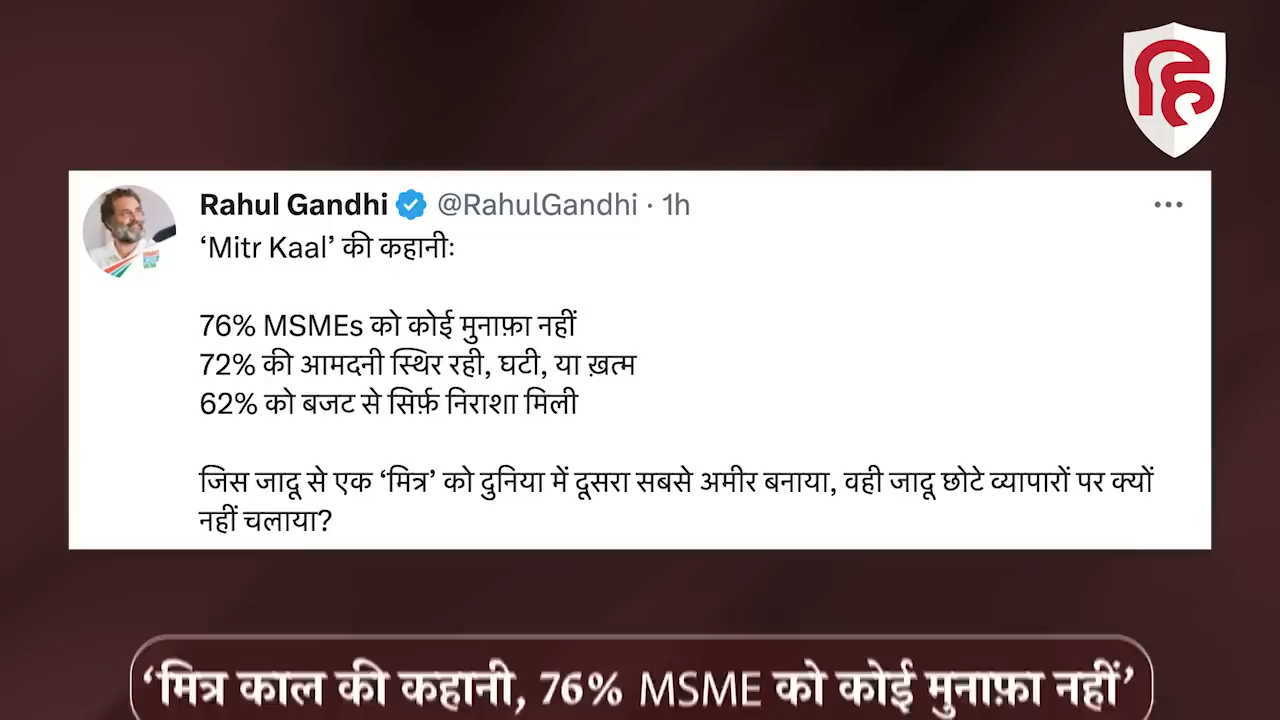 हि
Rahul Gandhi @RahulGandhi · 1h
‘Mitr Kaal’ की कहानी:
76% MSMEs को कोई मुनाफ़ा नहीं
72% की आमदनी स्थिर रही, घटी, या ख़त्म
62% को बजट से सिर्फ़ निराशा मिली
जिस जादू से एक ‘मित्र’ को दुनिया में दूसरा सबसे अमीर बनाया, वही जादू छोटे व्यापारों पर क्यों
नहीं चलाया?
‘मित्र काल की कहानी, 76% MSME को कोई मुनाफ़ा नहीं’